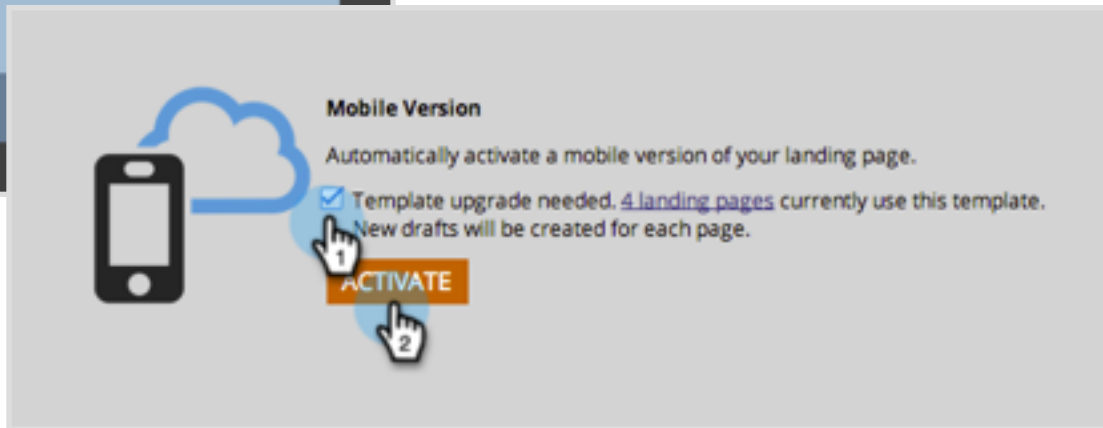 Mobile Version
Automatically activate a mobile version of your landing page.
Template upgrade needed. 4 landing pages currently use this template.
New drafts will be created for each page.
1
ACTIVATE
2